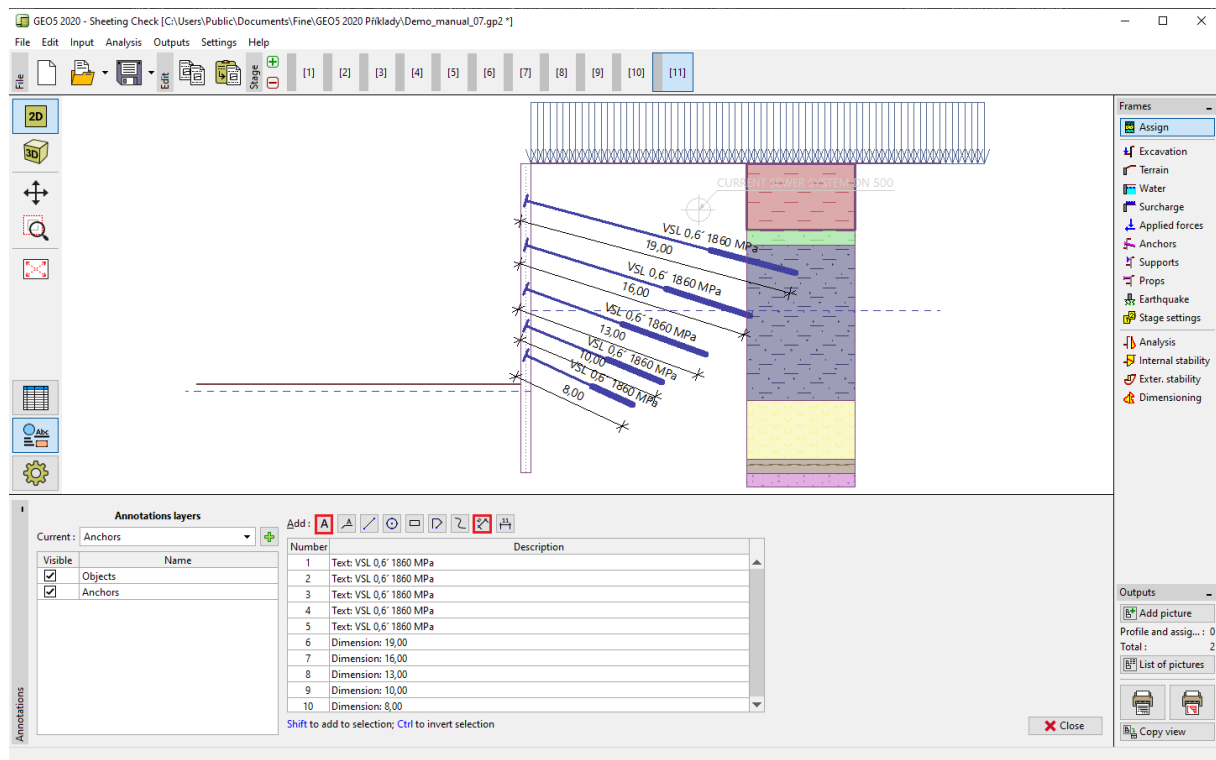 GEO5 2020 - Sheeting Check [C:\Users\Public\Documents\Fine\GEO5 2020 Příklady\Demo_manual_07.gp2 *]
File Edit Input Analysis Outputs Settings Help
File
Edit
Stage
[1] [2] [3] [4] [5] [6] [7] [8] [9] [10] [11]
2D
3D
Abc
CURRENT SEWER SYSTEM DN 500
VSL 0,6´ 1860 MPa
19,00
VSL 0,6´ 1860 MPa
16,00
VSL 0,6´ 1860 MPa
13,00
VSL 0,6´ 1860 MPa
10,00
VSL 0,6´ 1860 MPa
8,00
Frames
Assign
Excavation
Terrain
Water
Surcharge
Applied forces
Anchors
Supports
Props
Earthquake
Stage settings
Analysis
Internal stability
Exter. stability
Dimensioning
Annotations
Annotations layers
Current : Anchors
Visible Name
Objects
Anchors
Add : A
Number Description
1 Text: VSL 0,6´ 1860 MPa
2 Text: VSL 0,6´ 1860 MPa
3 Text: VSL 0,6´ 1860 MPa
4 Text: VSL 0,6´ 1860 MPa
5 Text: VSL 0,6´ 1860 MPa
6 Dimension: 19,00
7 Dimension: 16,00
8 Dimension: 13,00
9 Dimension: 10,00
10 Dimension: 8,00
Shift to add to selection; Ctrl to invert selection
Close
Outputs
Add picture
Profile and assig... : 0
Total : 2
List of pictures
Copy view